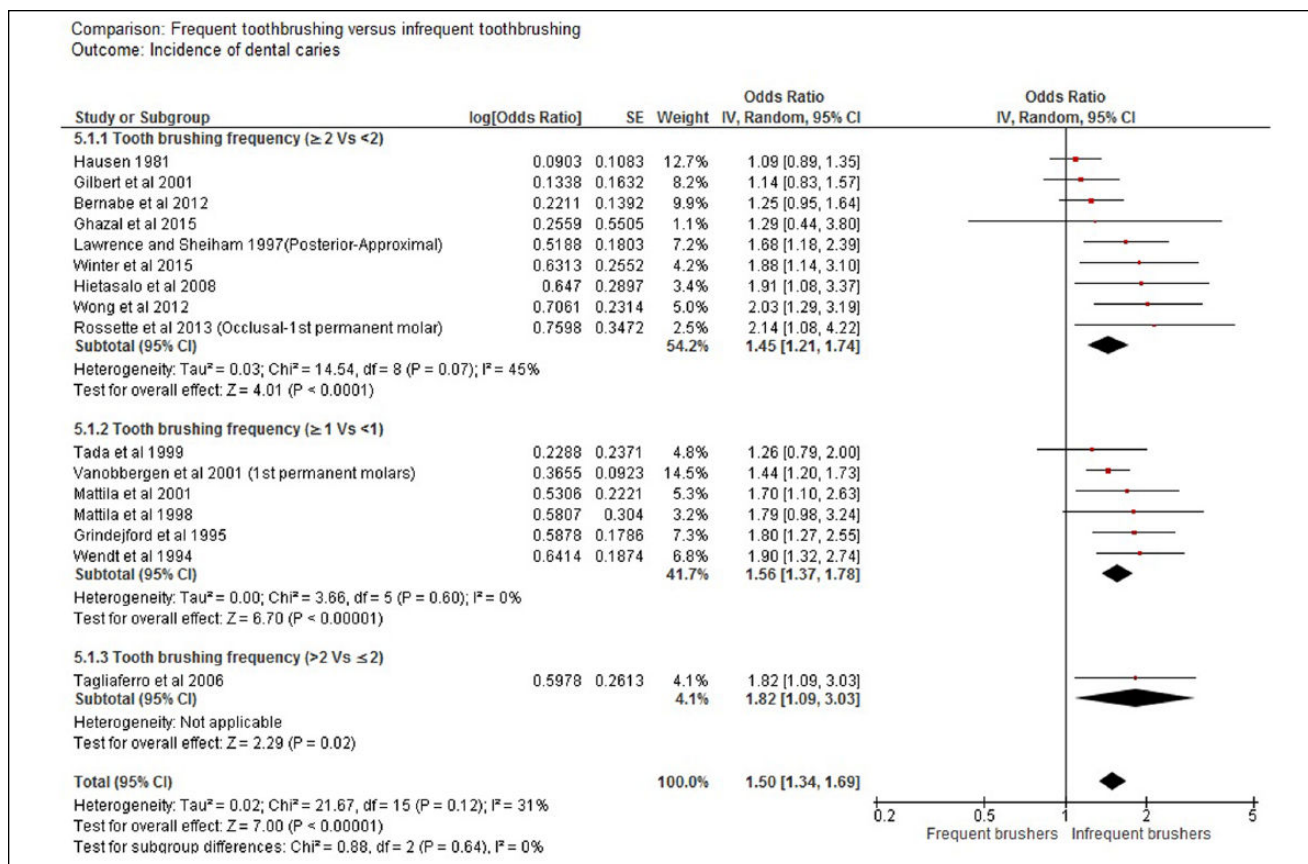 Comparison: Frequent toothbrushing versus infrequent toothbrushing
Outcome: Incidence of dental caries
Odds Ratio Odds Ratio
Study or Subgroup log[Odds Ratio] SE Weight IV, Random, 95% CI IV, Random, 95% CI
5.1.1 Tooth brushing frequency (≥ 2 Vs <2)
Hausen 1981 0.0903 0.1083 12.7% 1.09 [0.89, 1.35]
Gilbert et al 2001 0.1338 0.1632 8.2% 1.14 [0.83, 1.57]
Bernabe et al 2012 0.2211 0.1392 9.9% 1.25 [0.95, 1.64]
Ghazal et al 2015 0.2559 0.5505 1.1% 1.29 [0.44, 3.80]
Lawrence and Sheiham 1997(Posterior-Approximal) 0.5188 0.1803 7.2% 1.68 [1.18, 2.39]
Winter et al 2015 0.6313 0.2552 4.2% 1.88 [1.14, 3.10]
Hietasalo et al 2008 0.647 0.2897 3.4% 1.91 [1.08, 3.37]
Wong et al 2012 0.7061 0.2314 5.0% 2.03 [1.29, 3.19]
Rossette et al 2013 (Occlusal-1st permanent molar) 0.7598 0.3472 2.5% 2.14 [1.08, 4.22]
Subtotal (95% CI) 54.2% 1.45 [1.21, 1.74]
Heterogeneity: Tau² = 0.03; Chi² = 14.54, df = 8 (P = 0.07); I² = 45%
Test for overall effect: Z = 4.01 (P < 0.0001)
5.1.2 Tooth brushing frequency (≥ 1 Vs <1)
Tada et al 1999 0.2288 0.2371 4.8% 1.26 [0.79, 2.00]
Vanobbergen et al 2001 (1st permanent molars) 0.3655 0.0923 14.5% 1.44 [1.20, 1.73]
Mattila et al 2001 0.5306 0.2221 5.3% 1.70 [1.10, 2.63]
Mattila et al 1998 0.5807 0.304 3.2% 1.79 [0.98, 3.24]
Grindejford et al 1995 0.5878 0.1786 7.3% 1.80 [1.27, 2.55]
Wendt et al 1994 0.6414 0.1874 6.8% 1.90 [1.32, 2.74]
Subtotal (95% CI) 41.7% 1.56 [1.37, 1.78]
Heterogeneity: Tau² = 0.00; Chi² = 3.66, df = 5 (P = 0.60); I² = 0%
Test for overall effect: Z = 6.70 (P < 0.00001)
5.1.3 Tooth brushing frequency (>2 Vs ≤2)
Tagliaferro et al 2006 0.5978 0.2613 4.1% 1.82 [1.09, 3.03]
Subtotal (95% CI) 4.1% 1.82 [1.09, 3.03]
Heterogeneity: Not applicable
Test for overall effect: Z = 2.29 (P = 0.02)
Total (95% CI) 100.0% 1.50 [1.34, 1.69]
Heterogeneity: Tau² = 0.02; Chi² = 21.67, df = 15 (P = 0.12); I² = 31%
Test for overall effect: Z = 7.00 (P < 0.00001)
Test for subgroup differences: Chi² = 0.88, df = 2 (P = 0.64), I² = 0%
0.2 0.5 1 2 5
Frequent brushers Infrequent brushers